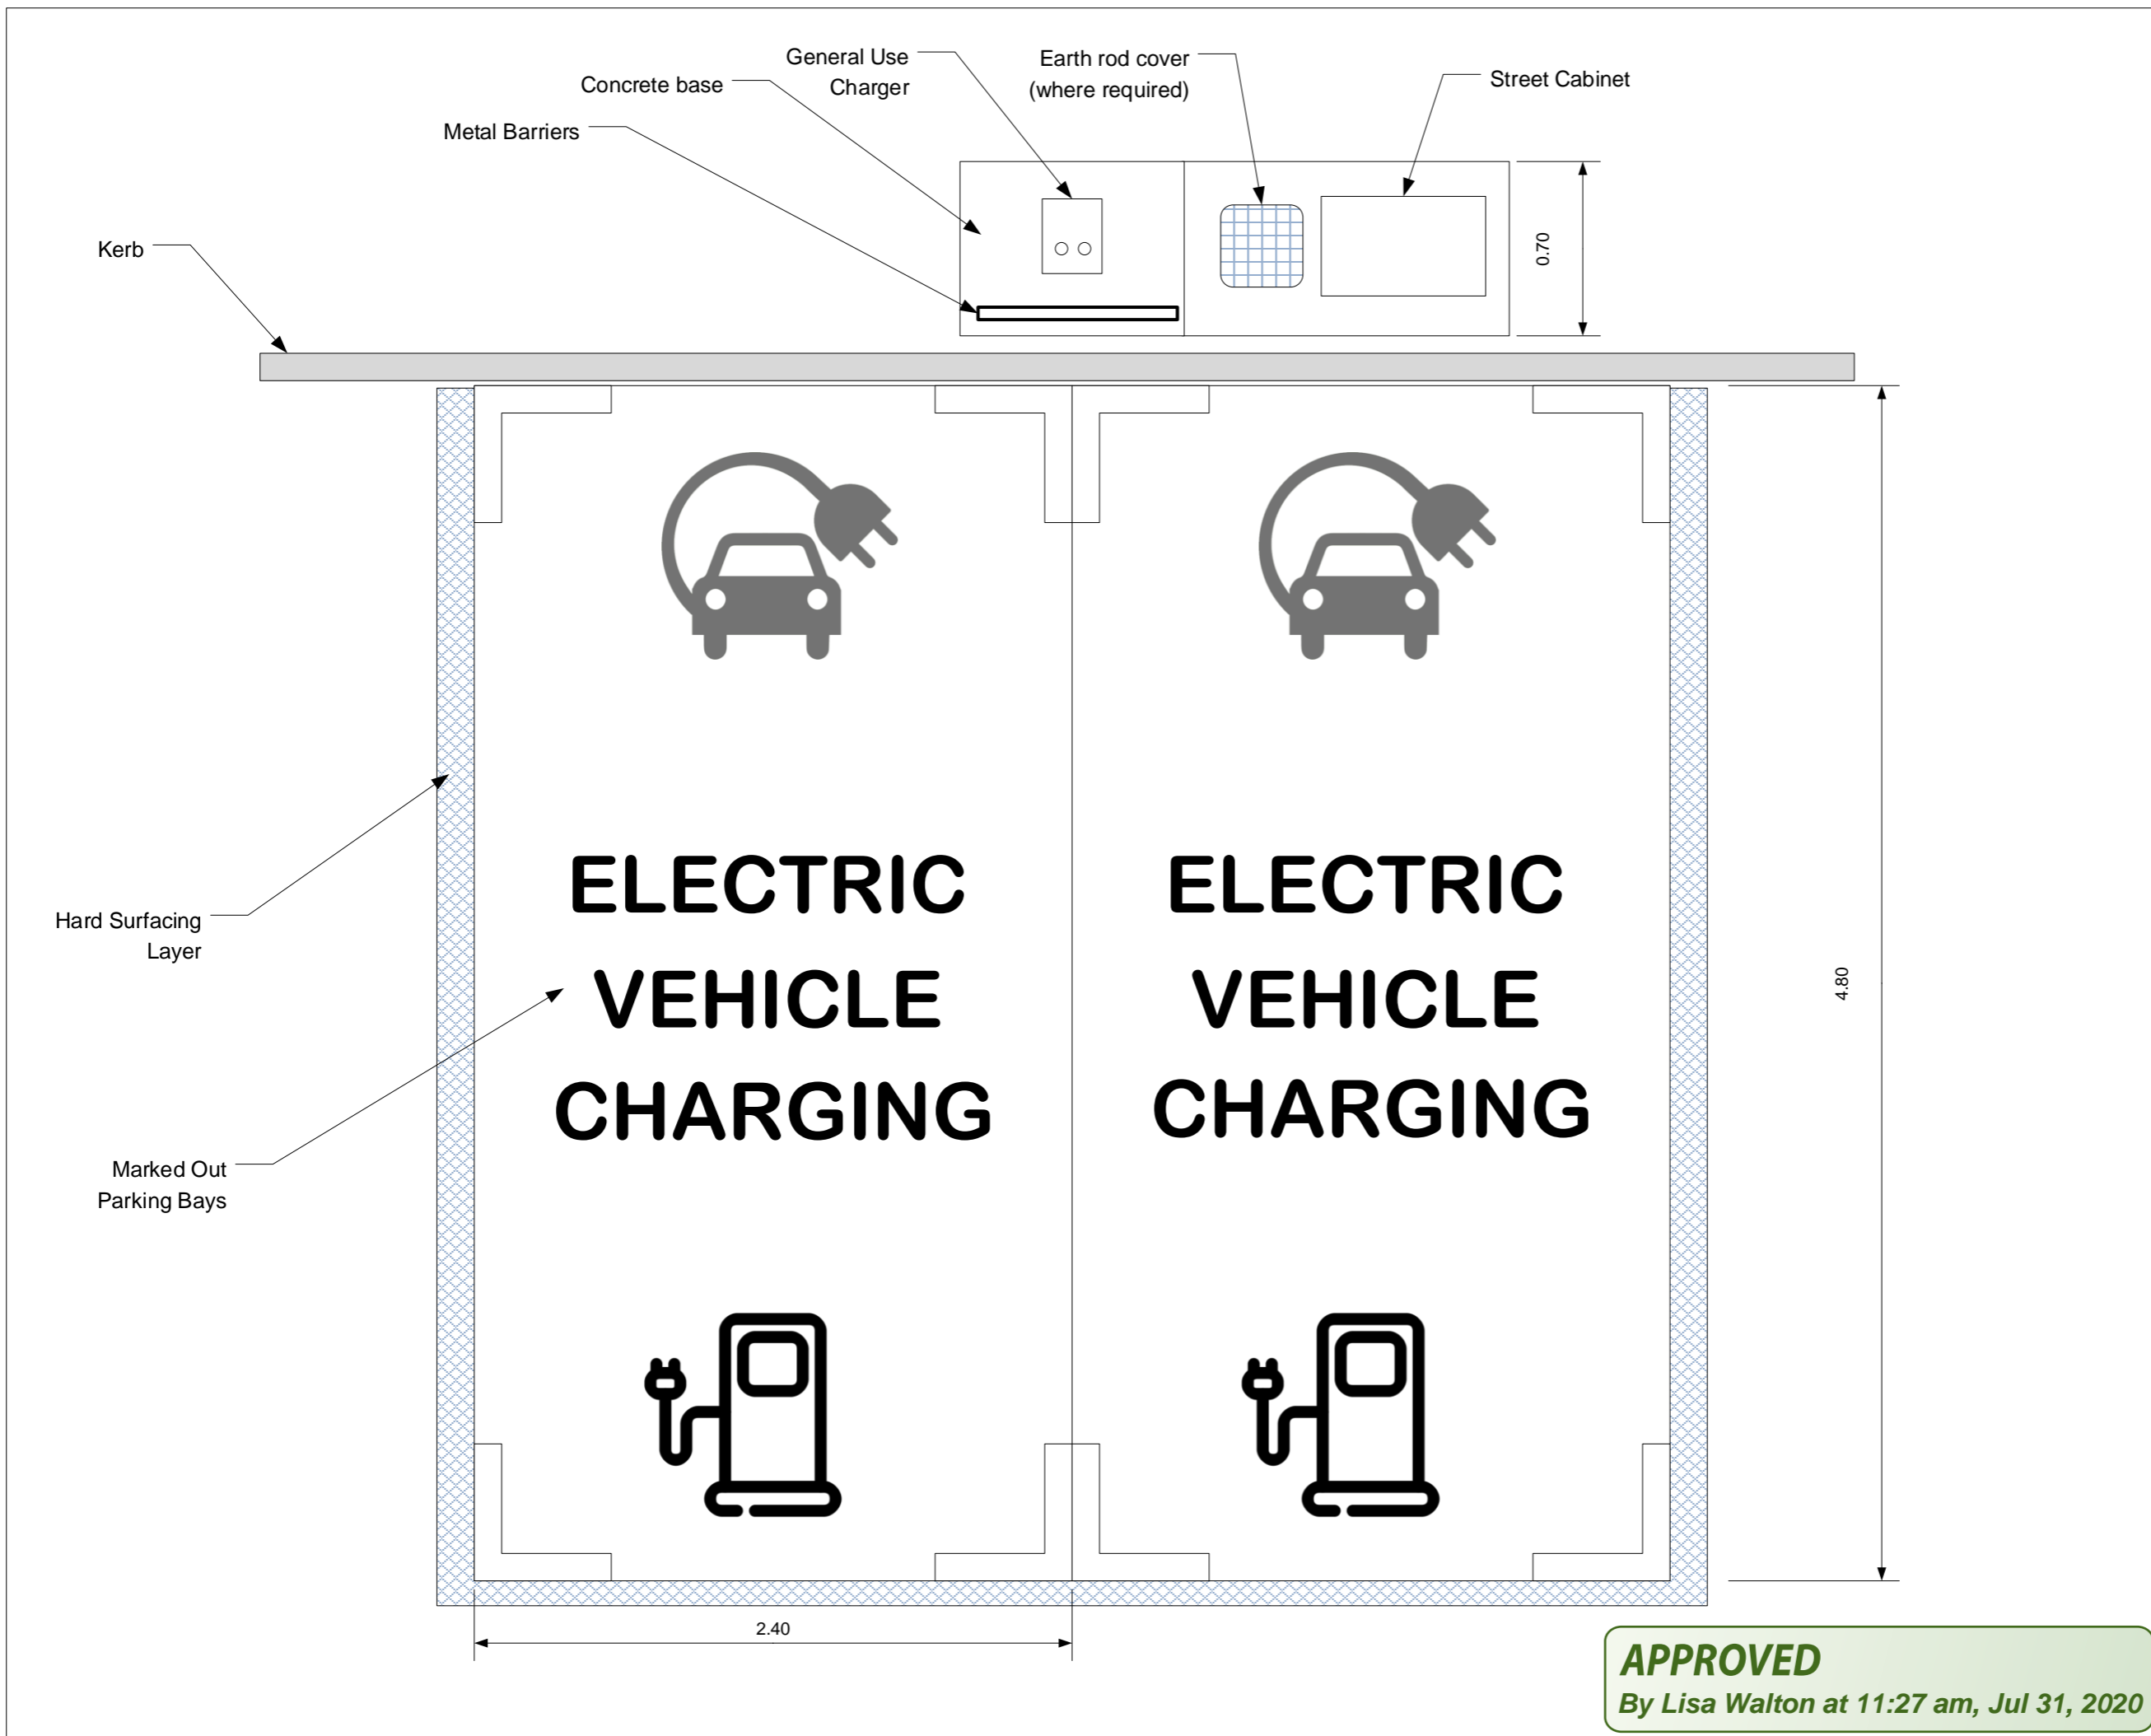 General Use
Charger
Earth rod cover
(where required)
Street Cabinet
Concrete base
Metal Barriers
Kerb
0.70
ELECTRIC
VEHICLE
CHARGING
ELECTRIC
VEHICLE
CHARGING
Hard Surfacing
Layer
4.80
Marked Out
Parking Bays
2.40
APPROVED
By Lisa Walton at 11:27 am, Jul 31, 2020